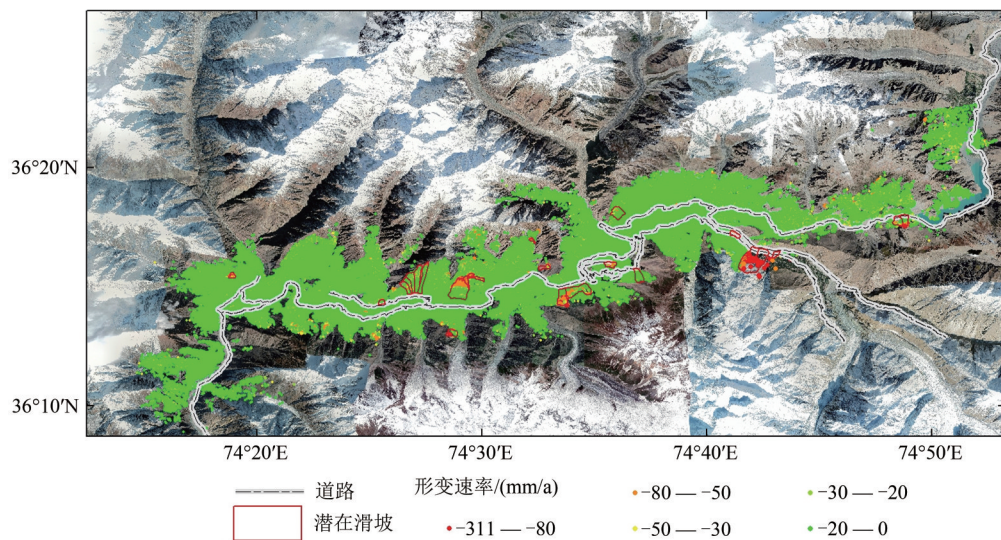 36°20′N
36°10′N
74°20′E 74°30′E 74°40′E 74°50′E
道路 形变速率/(mm/a) −80 — −50 −30 — −20
潜在滑坡 −311 — −80 −50 — −30 −20 — 0